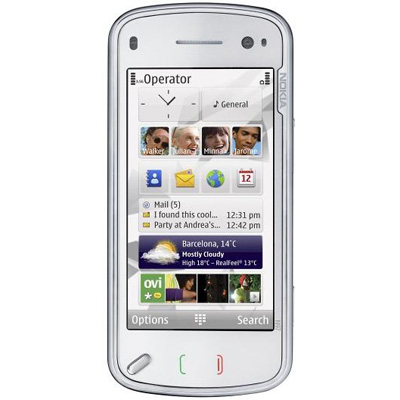 Operator
NOKIA
General
Walker
Julian
Minna
Jarome
12
@ Mail (5)
I found this cool... 12:31 pm
Party at Andrea's... 12:42 pm
Barcelona, 14˚C
Mostly Cloudy
High 18˚C – RealFeel® 13˚C
ovi
Options Search